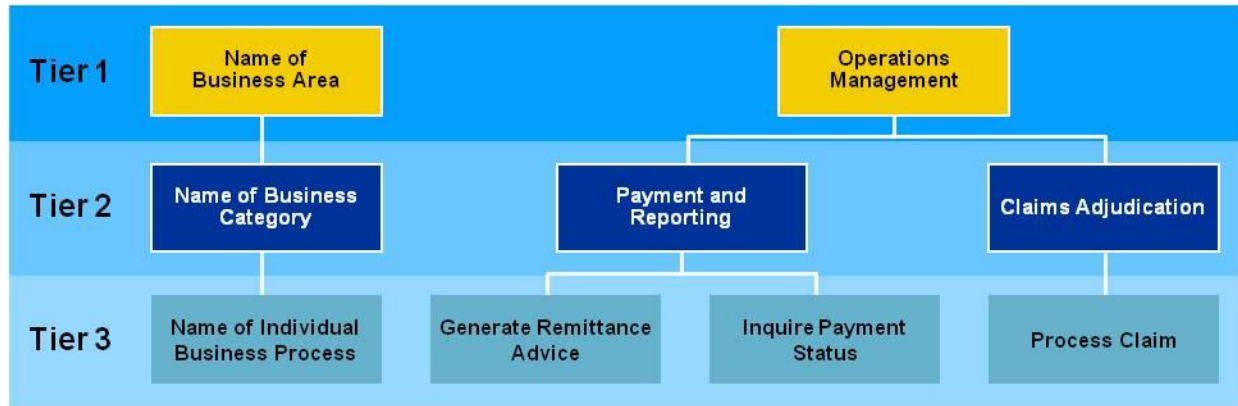 Tier 1
Name of
Business Area
Operations
Management
Tier 2
Name of Business
Category
Payment and
Reporting
Claims Adjudication
Tier 3
Name of Individual
Business Process
Generate Remittance
Advice
Inquire Payment
Status
Process Claim